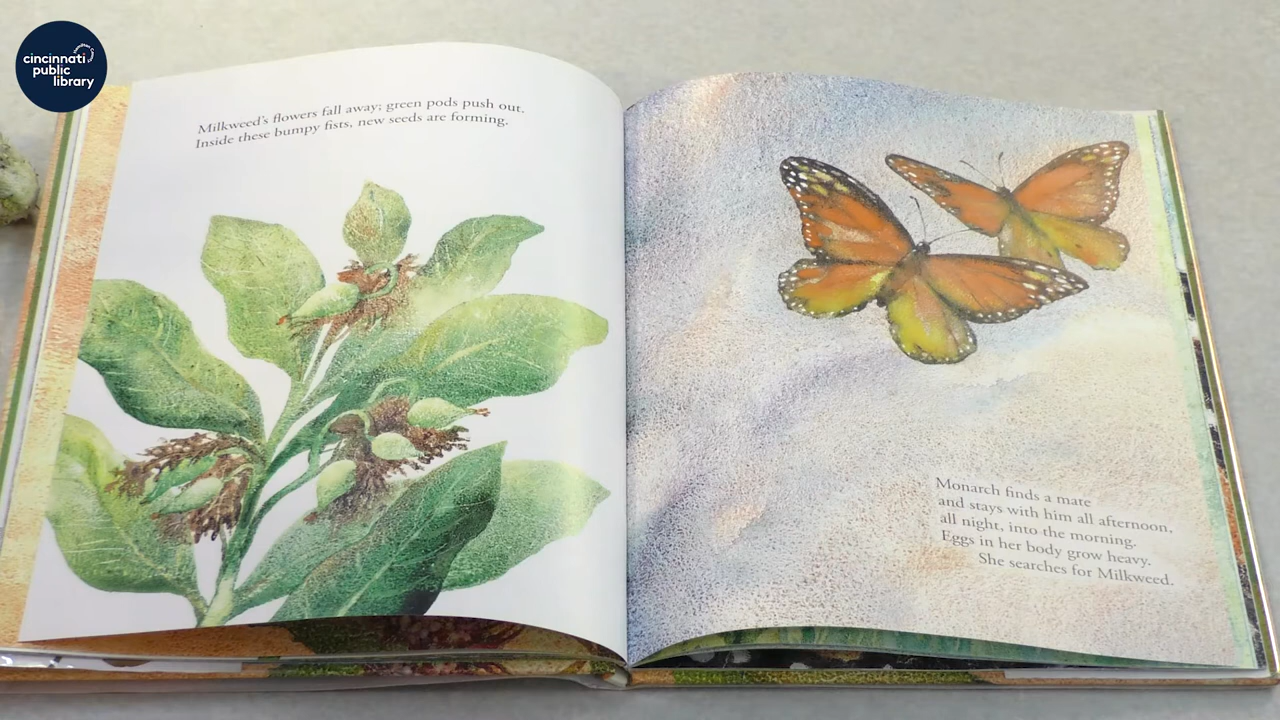 cincinnati
public
library
Milkweed's flowers fall away; green pods push out.
Inside these bumpy fists, new seeds are forming.
Monarch finds a mate
and stays with him all afternoon,
all night, into the morning.
Eggs in her body grow heavy.
She searches for Milkweed.